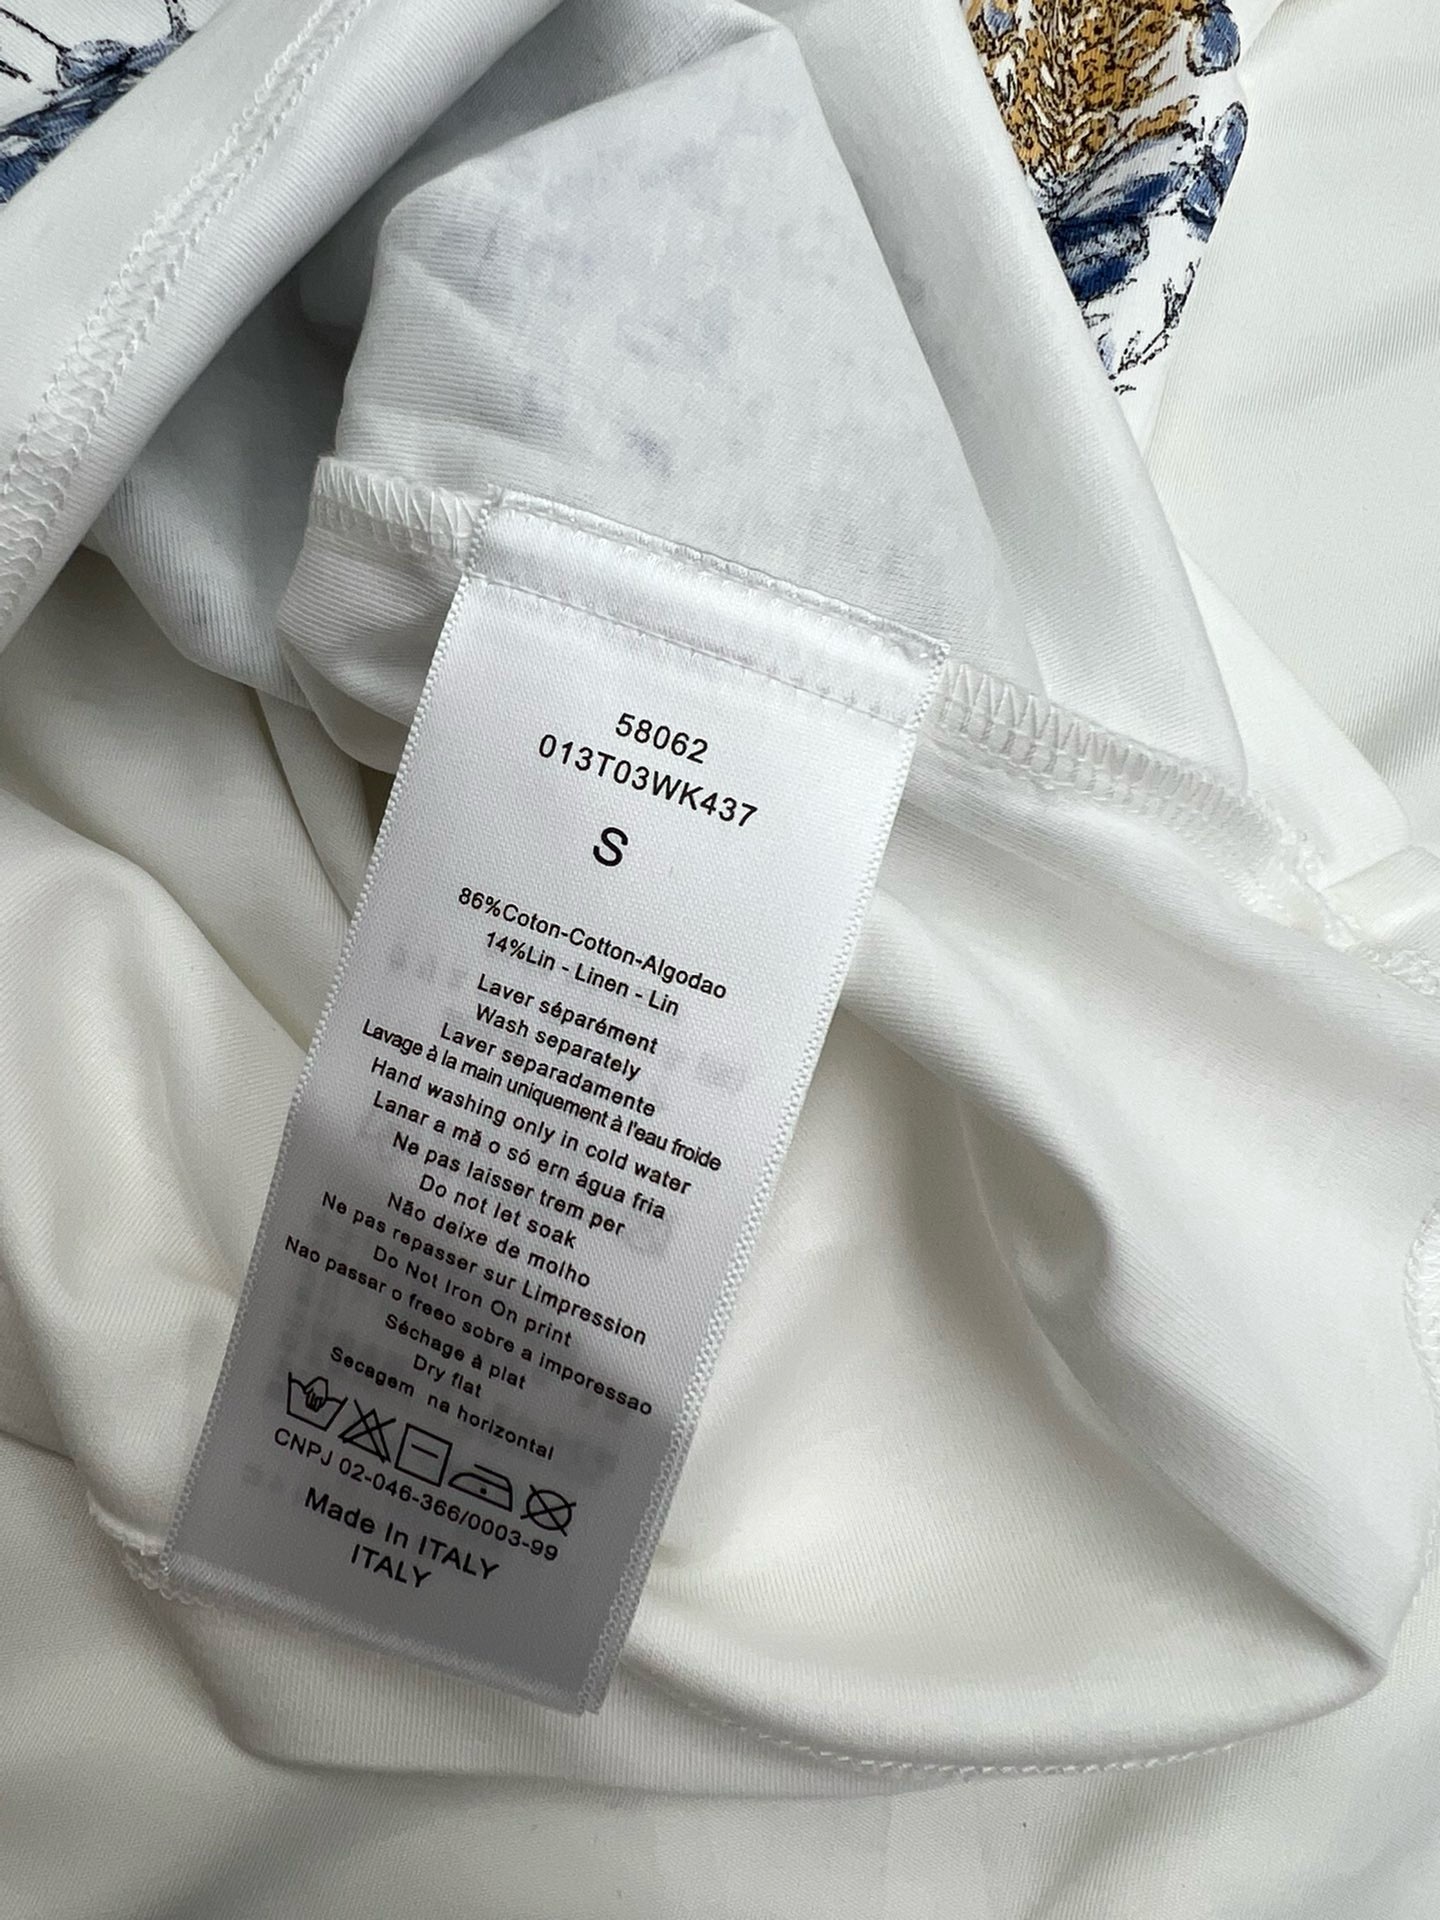 58062
013T03WK437
S
86%Coton-Cotton-Algodao
14%Lin - Linen - Lin
Laver séparément
Wash separately
Laver separadamente
Lavage à la main uniquement à l'eau froide
Hand washing only in cold water
Lanar a mă o só ern água fria
Ne pas laisser trem per
Do not let soak
Não deixe de molho
Ne pas repasser sur Limpression
Do Not Iron On print
Nao passar o freeo sobre a imporessao
Séchage à plat
Dry flat
Secagem na horizontal
CNPJ 02-046-366/0003-99
Made In ITALY
ITALY